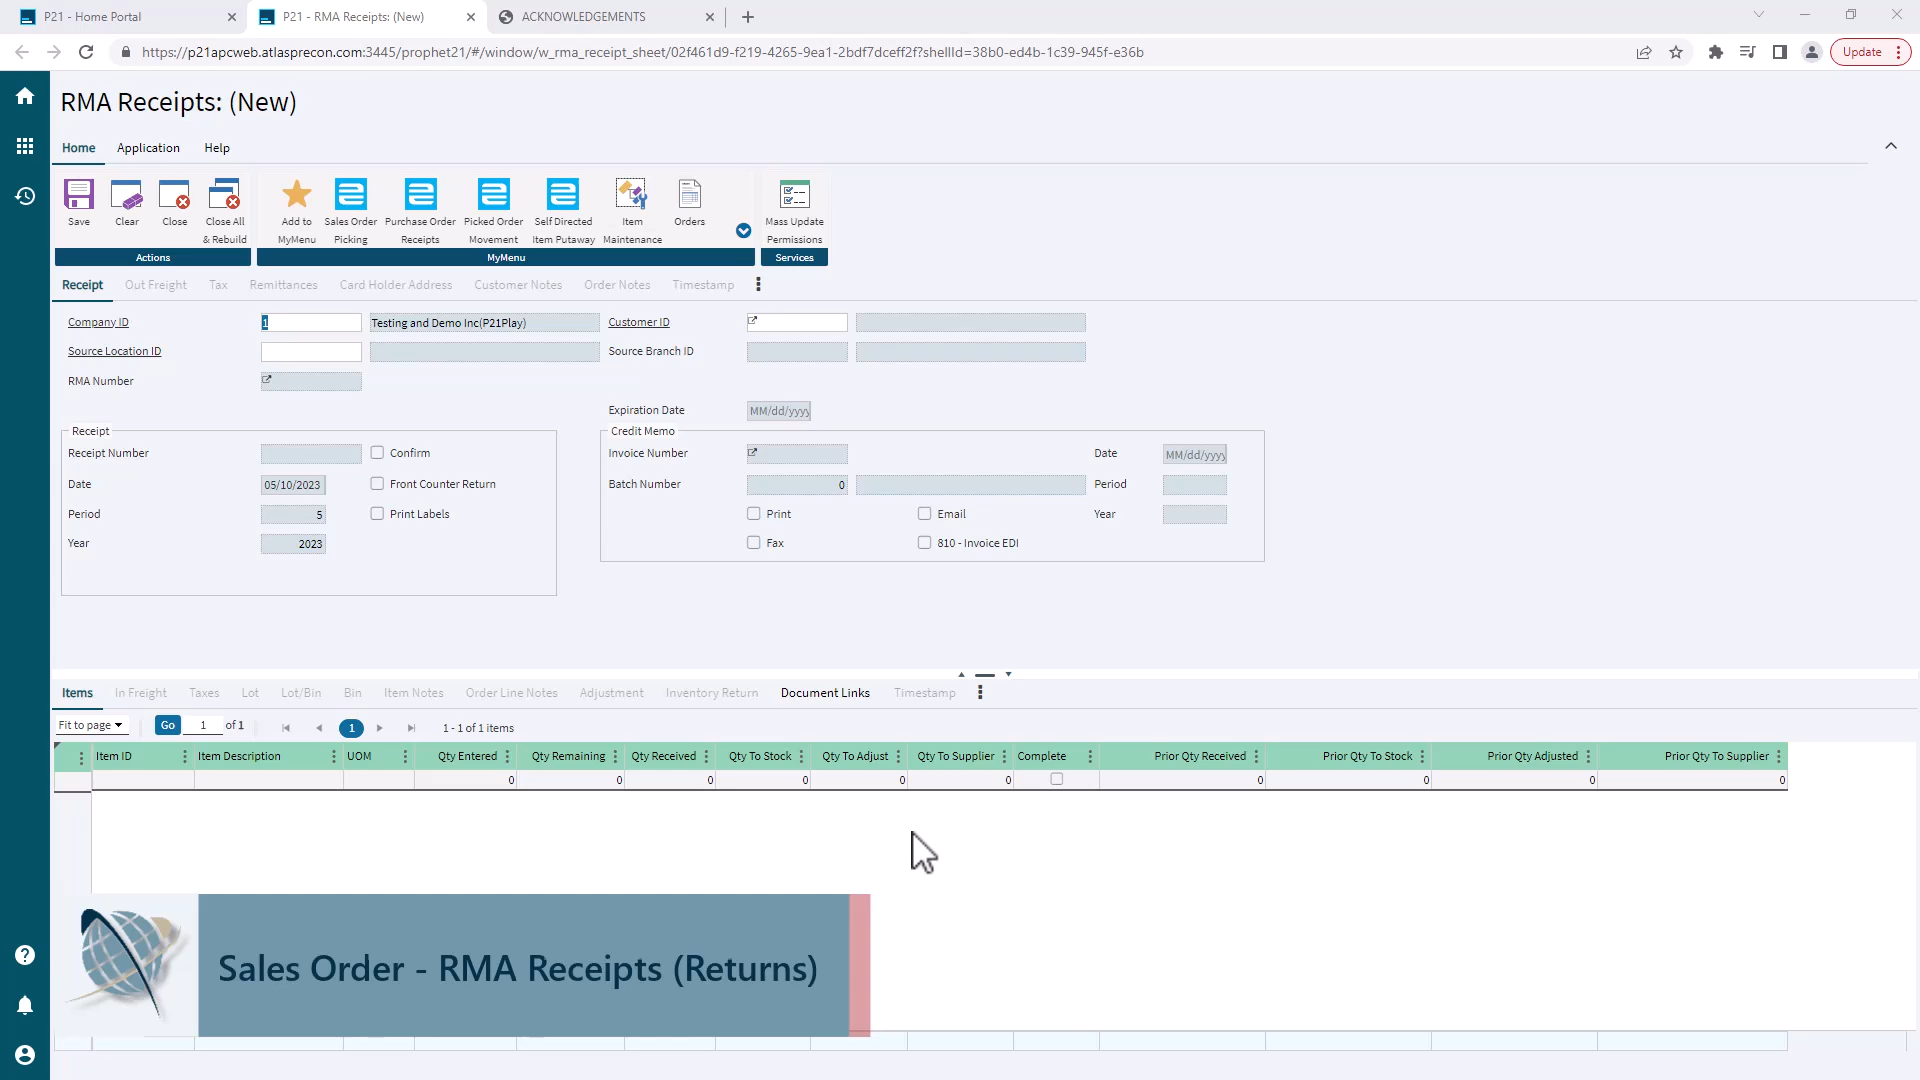 P21 - Home Portal
P21 - RMA Receipts: (New)
ACKNOWLEDGEMENTS
https://p21apcweb.atlasprecon.com:3445/prophet21/#/window/w_rma_receipt_sheet/02f461d9-f219-4265-9ea1-2bdf7dceff2f?shellId=38b0-ed4b-1c39-945f-e36b
Update
RMA Receipts: (New)
Home Application Help
Save
Clear
Close
Close All & Rebuild
Add to MyMenu
Sales Order Picking
Purchase Order Receipts
Picked Order Movement
Self Directed Item Putaway
Item Maintenance
Orders
Mass Update Permissions
Actions MyMenu Services
Receipt Out Freight Tax Remittances Card Holder Address Customer Notes Order Notes Timestamp
Company ID 1 Testing and Demo Inc(P21Play) Customer ID
Source Location ID Source Branch ID
RMA Number
Expiration Date MM/dd/yyyy
Receipt Credit Memo
Receipt Number Confirm Invoice Number Date MM/dd/yyyy
Date 05/10/2023 Front Counter Return Batch Number 0 Period
Period 5 Print Labels Print Email Year
Year 2023 Fax 810 - Invoice EDI
Items In Freight Taxes Lot Lot/Bin Bin Item Notes Order Line Notes Adjustment Inventory Return Document Links Timestamp
Fit to page Go 1 of 1 1 1 - 1 of 1 items
Item ID Item Description UOM Qty Entered Qty Remaining Qty Received Qty To Stock Qty To Adjust Qty To Supplier Complete Prior Qty Received Prior Qty To Stock Prior Qty Adjusted Prior Qty To Supplier
0 0 0 0 0 0 0 0 0 0
Sales Order - RMA Receipts (Returns)